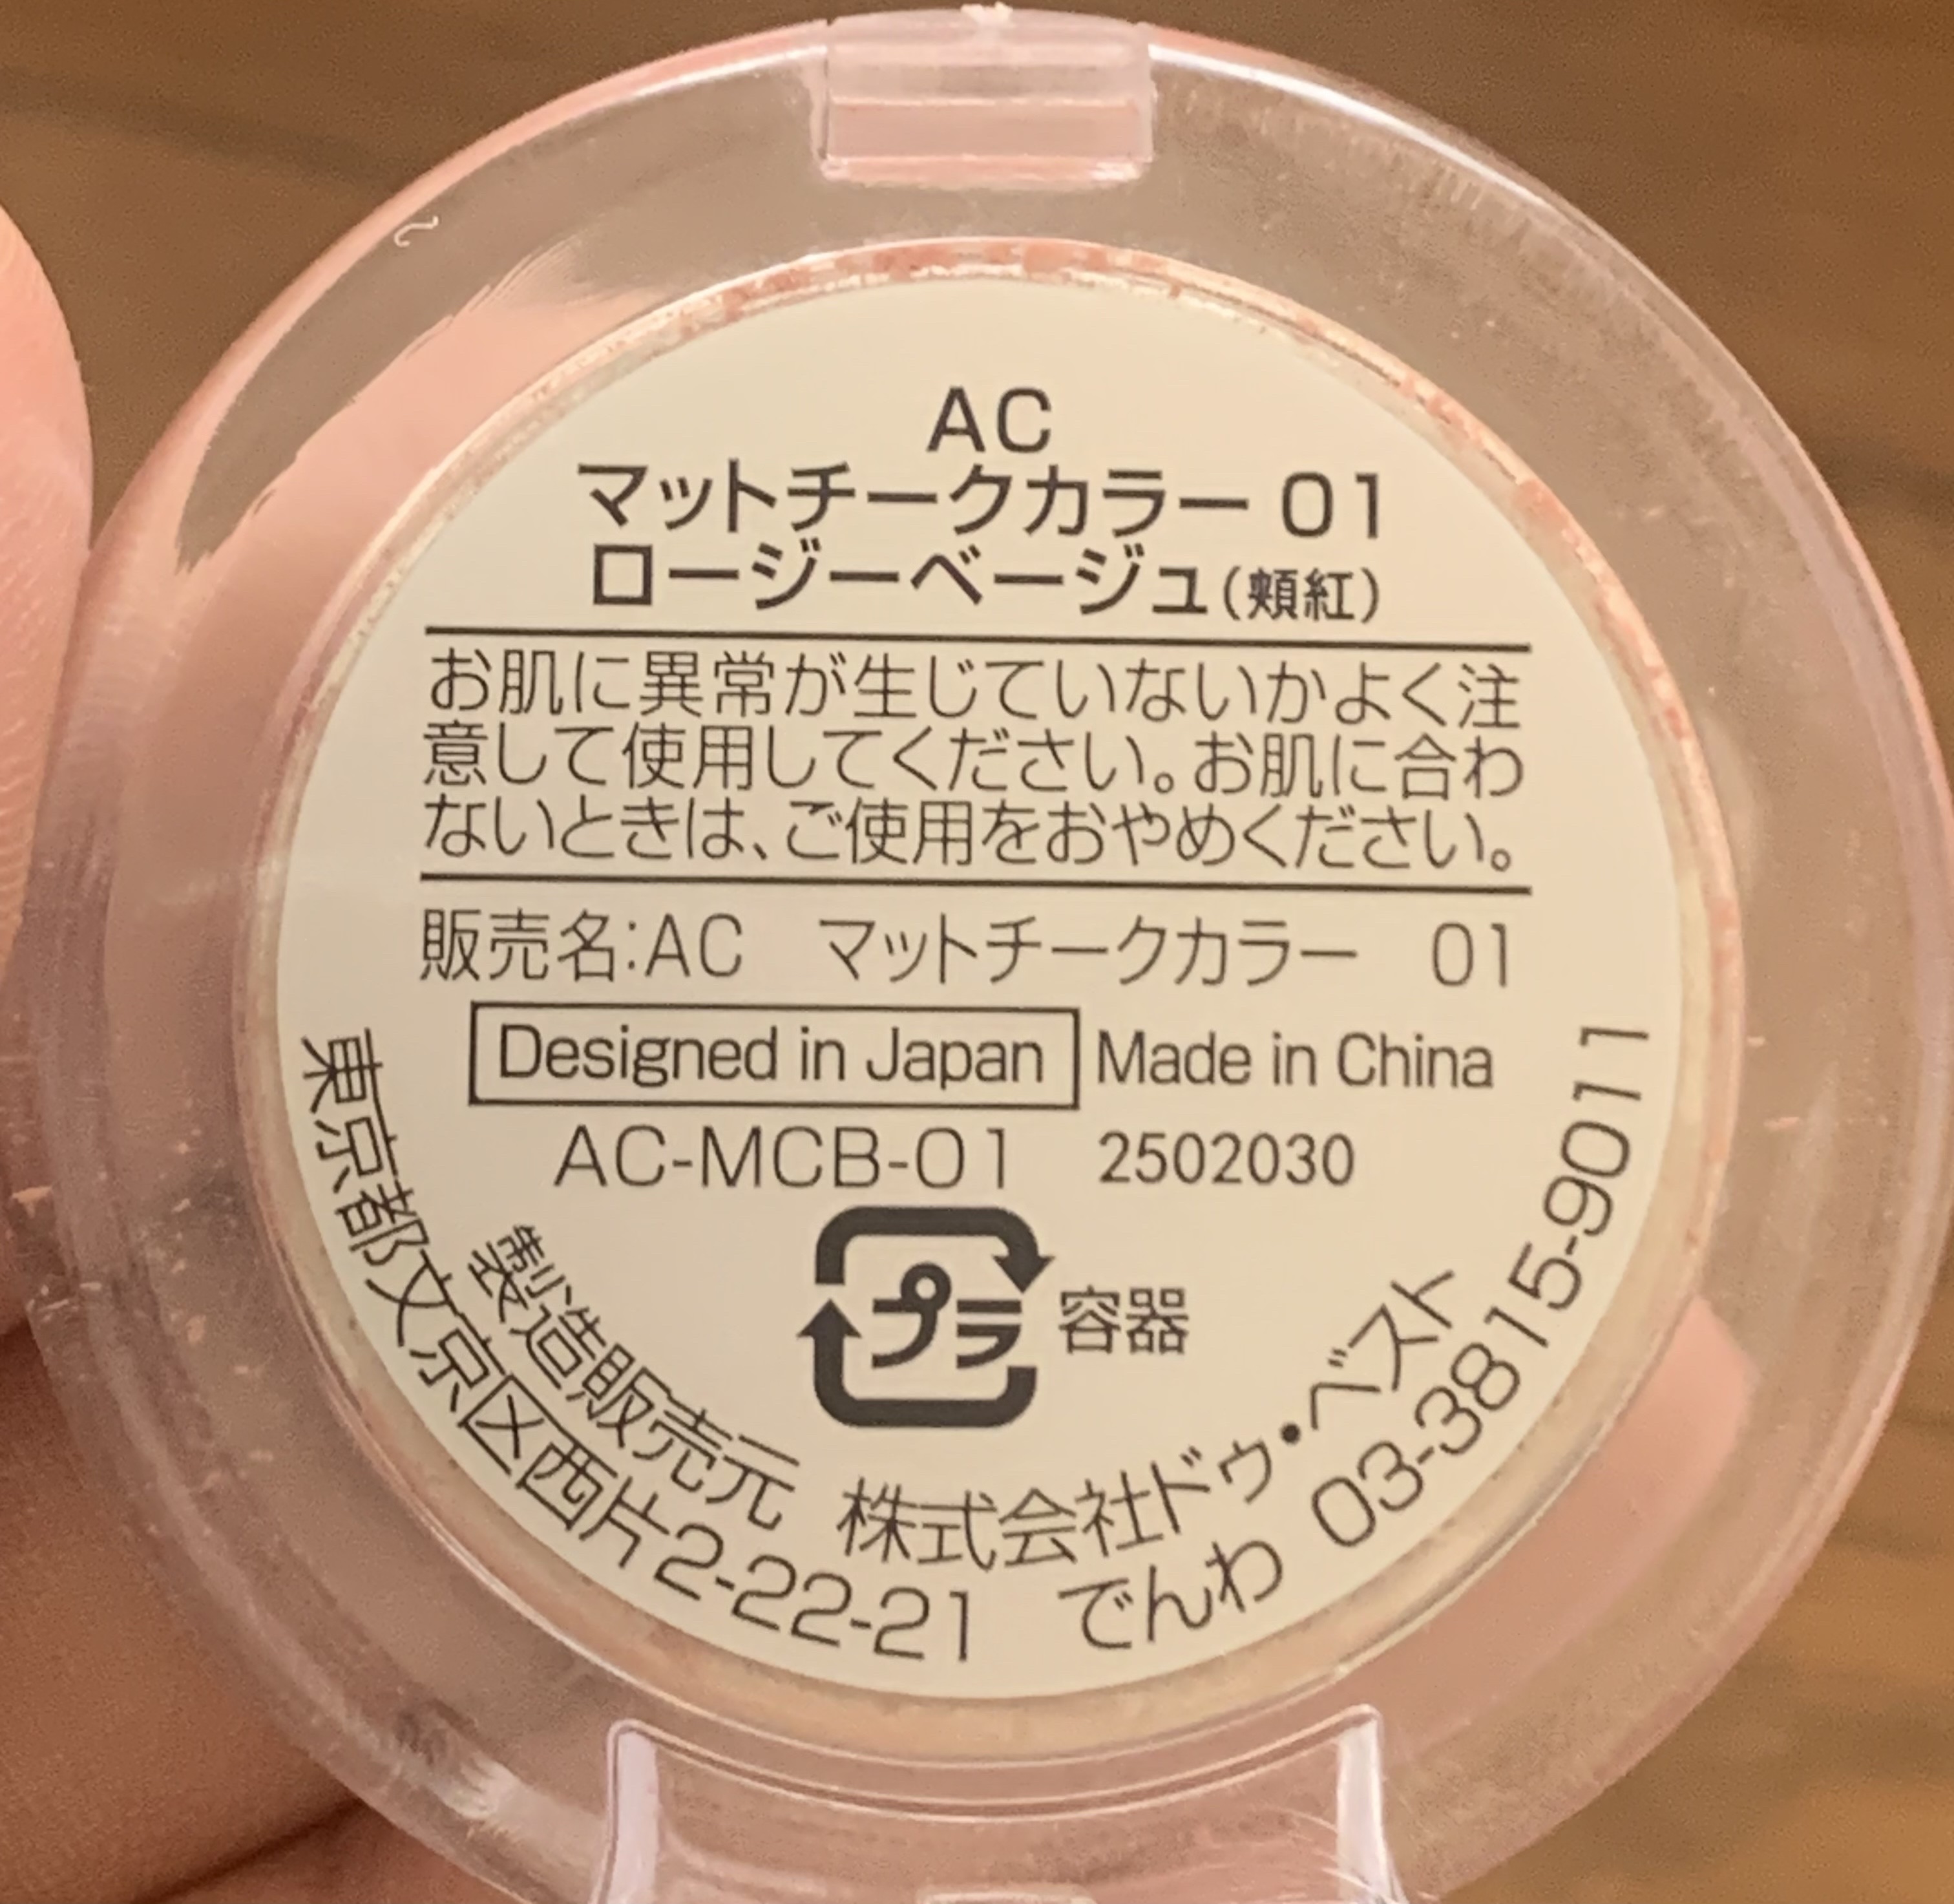 AC
マットチークカラー 01
ロージーベージュ(頬紅)
お肌に異常が生じていないかよく注
意して使用してください。お肌に合わ
ないときは、ご使用をおやめください。
販売名:AC　マットチークカラー　01
Designed in Japan Made in China
AC-MCB-01 2502030
プラ 容器
製造販売元 株式会社ドゥ・ベスト
東京都文京区西片2-22-21 でんわ 03-3815-9011